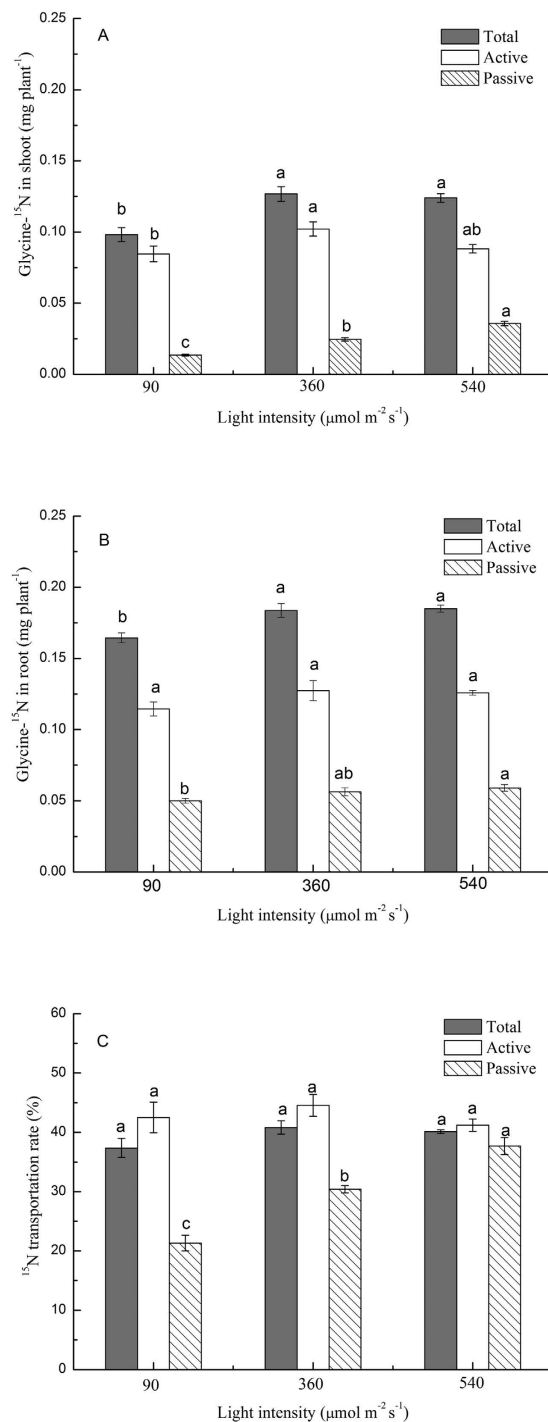 A
Total
Active
Passive
Glycine-¹⁵N in shoot (mg plant⁻¹)
0.25
0.20
0.15
0.10
0.05
0.00
b
b
c
a
a
b
a
ab
a
90
360
540
Light intensity (μmol m⁻² s⁻¹)
B
Total
Active
Passive
Glycine-¹⁵N in root (mg plant⁻¹)
0.25
0.20
0.15
0.10
0.05
0.00
b
a
b
a
a
ab
a
a
a
90
360
540
Light intensity (μmol m⁻² s⁻¹)
C
Total
Active
Passive
¹⁵N transportation rate (%)
60
50
40
30
20
10
0
a
a
c
a
a
b
a
a
a
90
360
540
Light intensity (μmol m⁻² s⁻¹)